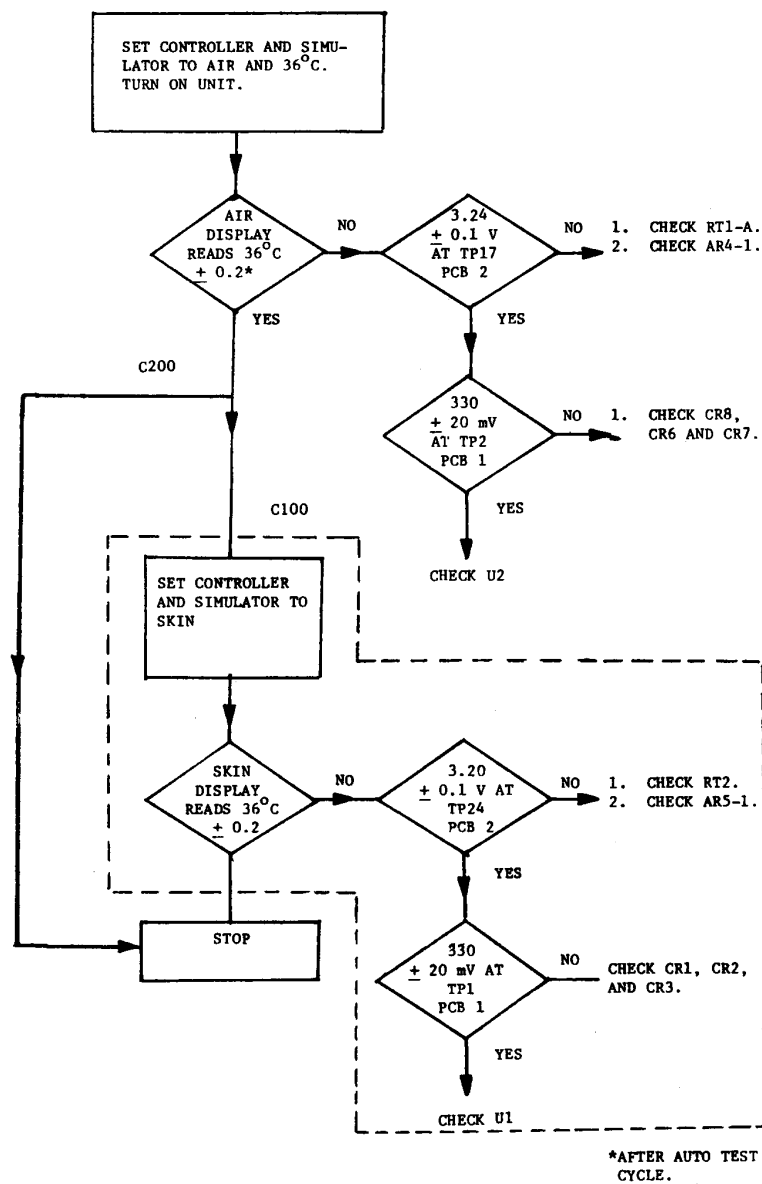 SET CONTROLLER AND SIMU-
LATOR TO AIR AND 36°C.
TURN ON UNIT.
AIR
DISPLAY
READS 36°C
± 0.2*
NO
3.24
± 0.1 V
AT TP17
PCB 2
NO
1. CHECK RT1-A.
2. CHECK AR4-1.
YES
YES
C200
330
± 20 mV
AT TP2
PCB 1
NO
1. CHECK CR8,
CR6 AND CR7.
YES
CHECK U2
C100
SET CONTROLLER
AND SIMULATOR TO
SKIN
SKIN
DISPLAY
READS 36°C
± 0.2
NO
3.20
± 0.1 V AT
TP24
PCB 2
NO
1. CHECK RT2.
2. CHECK AR5-1.
YES
STOP
330
± 20 mV AT
TP1
PCB 1
NO
CHECK CR1, CR2,
AND CR3.
YES
CHECK U1
*AFTER AUTO TEST
CYCLE.